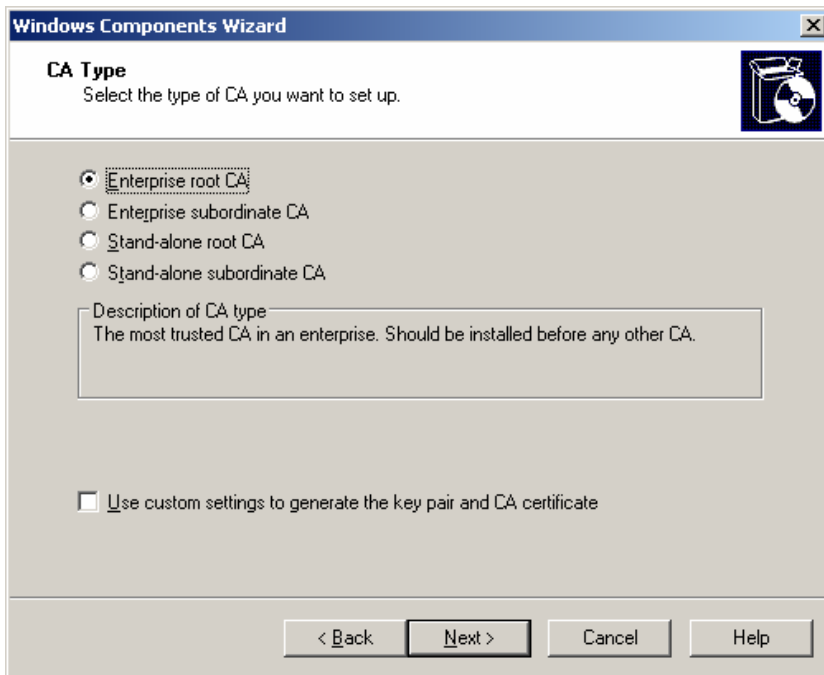 Windows Components Wizard
CA Type
Select the type of CA you want to set up.
Enterprise root CA
Enterprise subordinate CA
Stand-alone root CA
Stand-alone subordinate CA
Description of CA type
The most trusted CA in an enterprise. Should be installed before any other CA.
Use custom settings to generate the key pair and CA certificate
< Back Next > Cancel Help